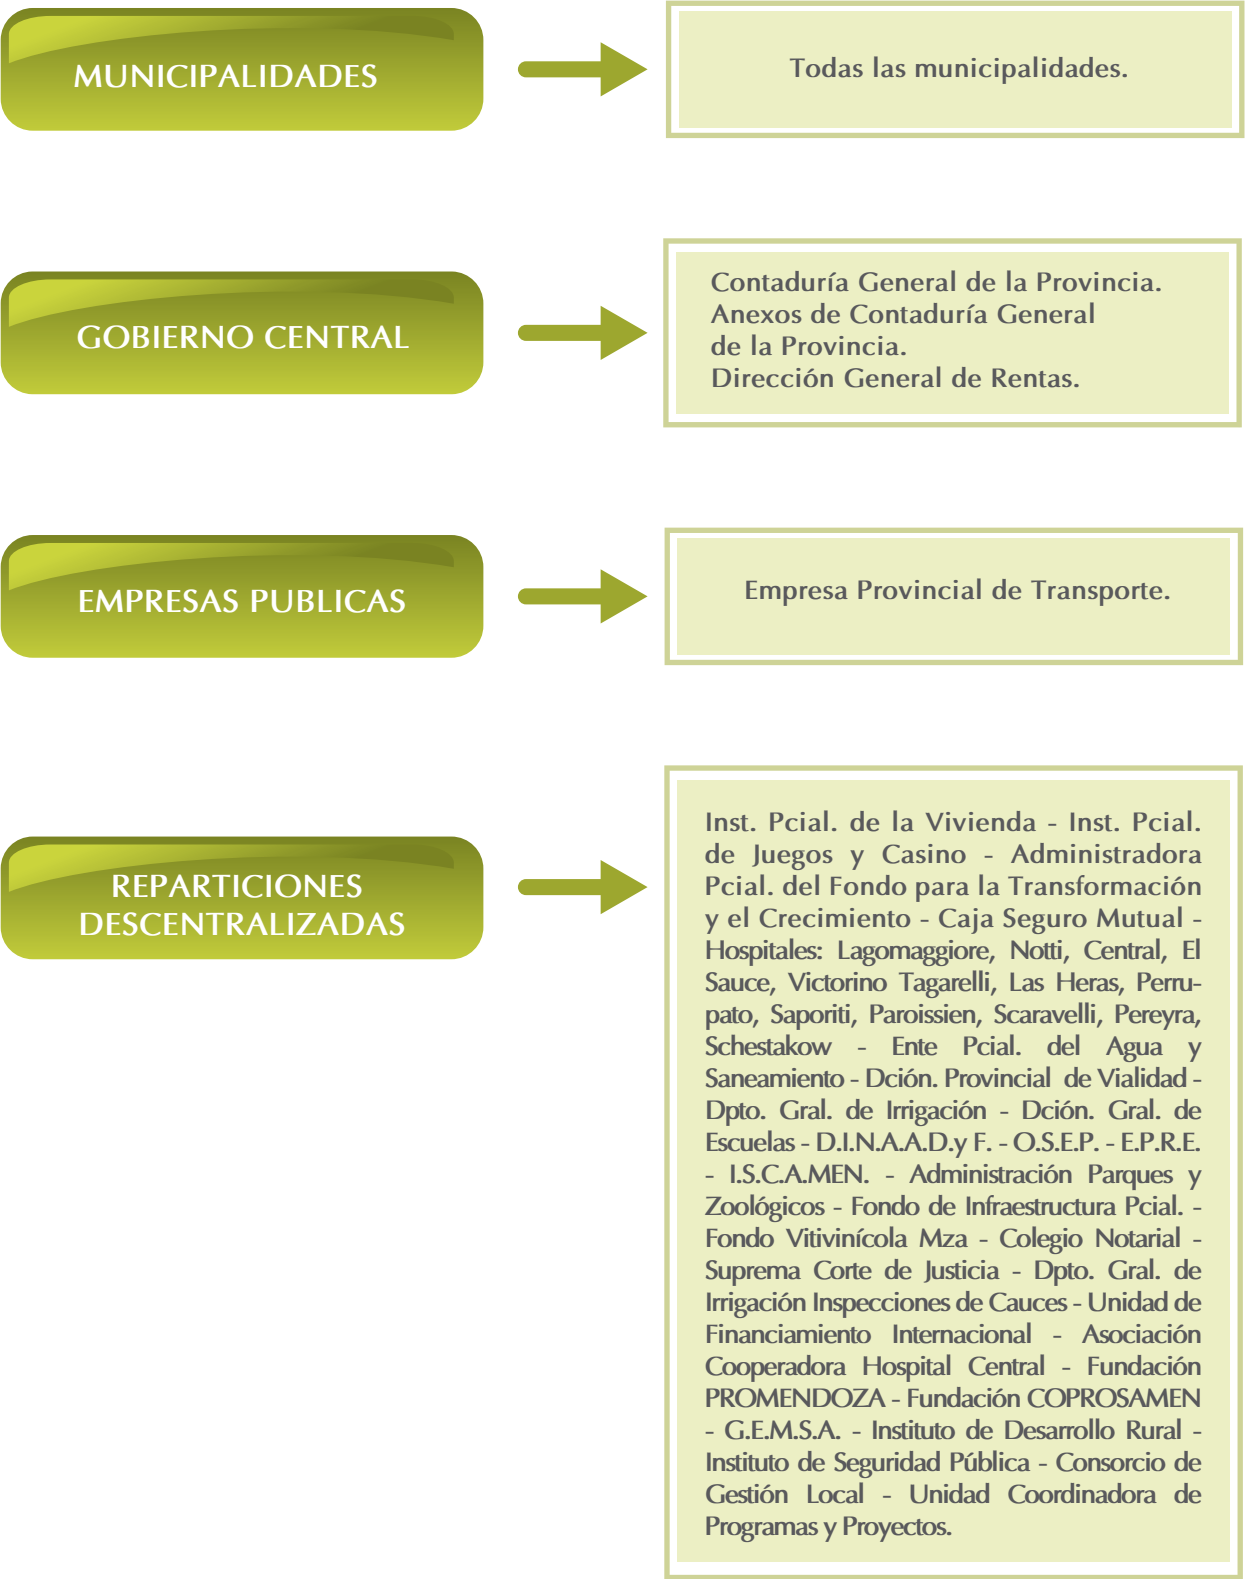 MUNICIPALIDADES
Todas las municipalidades.
GOBIERNO CENTRAL
Contaduría General de la Provincia.
Anexos de Contaduría General
de la Provincia.
Dirección General de Rentas.
EMPRESAS PUBLICAS
Empresa Provincial de Transporte.
REPARTICIONES
DESCENTRALIZADAS
Inst. Pcial. de la Vivienda - Inst. Pcial.
de Juegos y Casino - Administradora
Pcial. del Fondo para la Transformación
y el Crecimiento - Caja Seguro Mutual -
Hospitales: Lagomaggiore, Notti, Central, El
Sauce, Victorino Tagarelli, Las Heras, Perru-
pato, Saporiti, Paroissien, Scaravelli, Pereyra,
Schestakow - Ente Pcial. del Agua y
Saneamiento - Dción. Provincial de Vialidad -
Dpto. Gral. de Irrigación - Dción. Gral. de
Escuelas - D.I.N.A.A.D.y F. - O.S.E.P. - E.P.R.E.
- I.S.C.A.MEN. - Administración Parques y
Zoológicos - Fondo de Infraestructura Pcial. -
Fondo Vitivinícola Mza - Colegio Notarial -
Suprema Corte de Justicia - Dpto. Gral. de
Irrigación Inspecciones de Cauces - Unidad de
Financiamiento Internacional - Asociación
Cooperadora Hospital Central - Fundación
PROMENDOZA - Fundación COPROSAMEN
- G.E.M.S.A. - Instituto de Desarrollo Rural -
Instituto de Seguridad Pública - Consorcio de
Gestión Local - Unidad Coordinadora de
Programas y Proyectos.